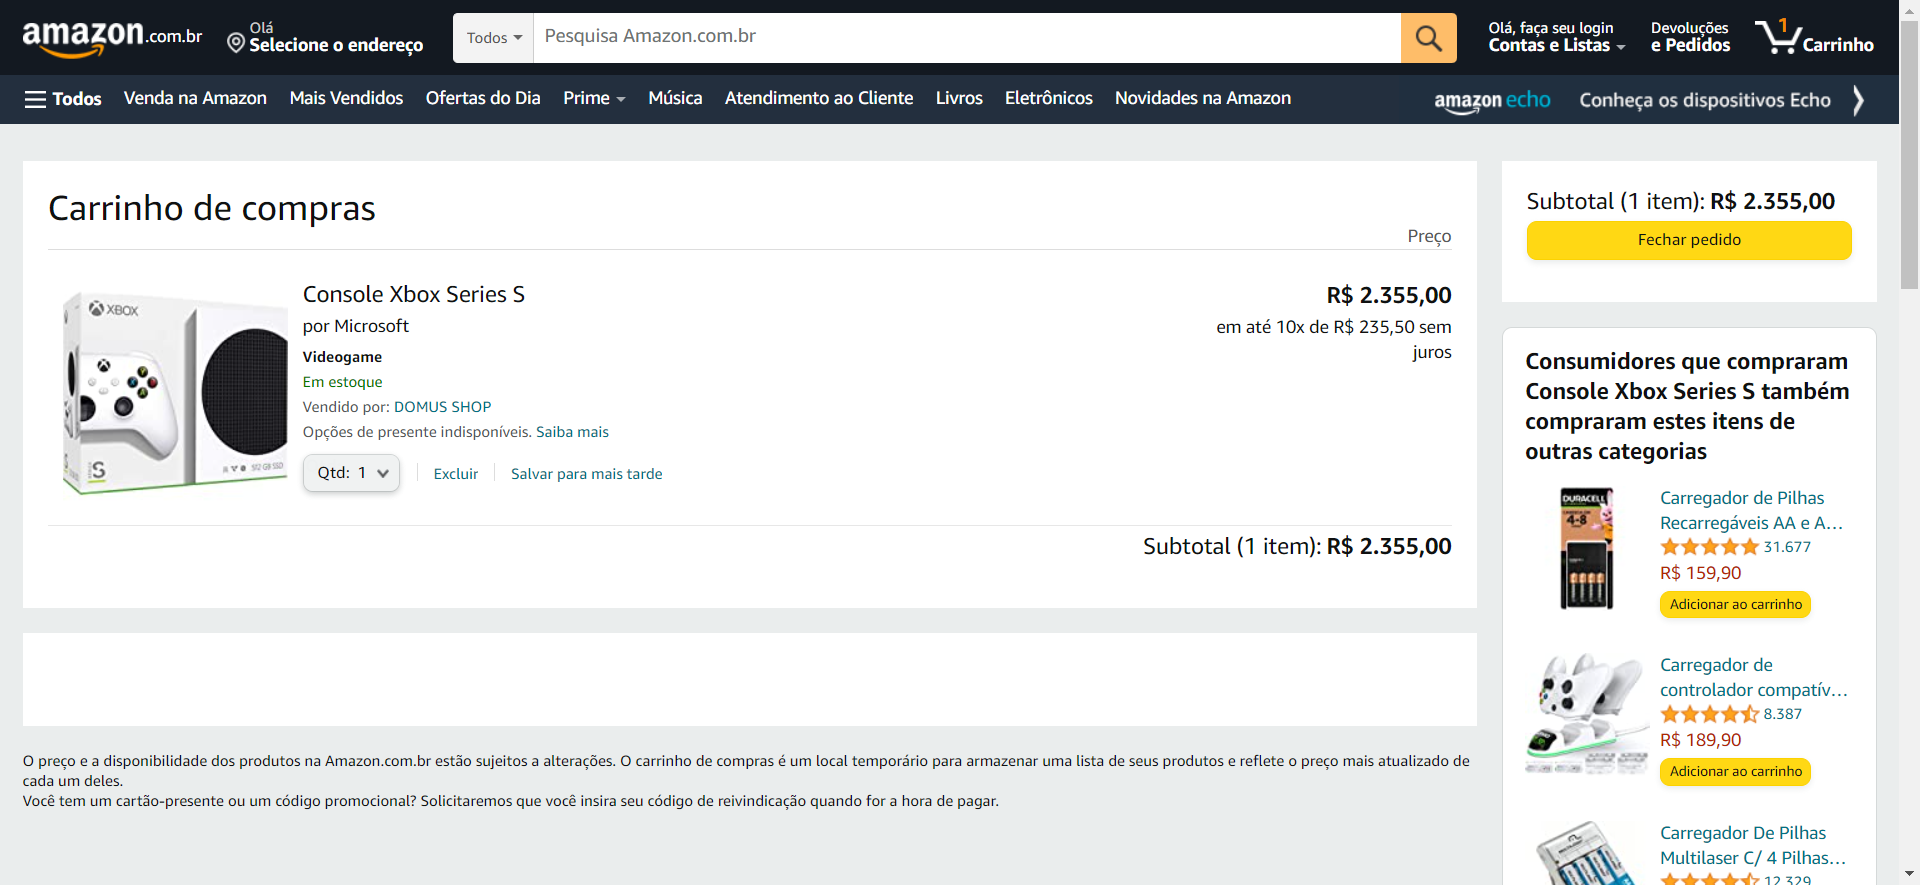 amazon.com.br
Olá
Selecione o endereço
Todos
Pesquisa Amazon.com.br
Olá, faça seu login
Contas e Listas
Devoluções
e Pedidos
1
Carrinho
Todos
Venda na Amazon
Mais Vendidos
Ofertas do Dia
Prime
Música
Atendimento ao Cliente
Livros
Eletrônicos
Novidades na Amazon
amazon echo Conheça os dispositivos Echo
Carrinho de compras
Preço
XBOX
S
512 GB SSD
Console Xbox Series S
por Microsoft
Videogame
Em estoque
Vendido por: DOMUS SHOP
Opções de presente indisponíveis. Saiba mais
Qtd: 1
Excluir
Salvar para mais tarde
R$ 2.355,00
em até 10x de R$ 235,50 sem
juros
Subtotal (1 item): R$ 2.355,00
O preço e a disponibilidade dos produtos na Amazon.com.br estão sujeitos a alterações. O carrinho de compras é um local temporário para armazenar uma lista de seus produtos e reflete o preço mais atualizado de
cada um deles.
Você tem um cartão-presente ou um código promocional? Solicitaremos que você insira seu código de reivindicação quando for a hora de pagar.
Subtotal (1 item): R$ 2.355,00
Fechar pedido
Consumidores que compraram
Console Xbox Series S também
compraram estes itens de
outras categorias
DURACELL
4-8
Carregador de Pilhas
Recarregáveis AA e A…
31.677
R$ 159,90
Adicionar ao carrinho
Carregador de
controlador compatív…
8.387
R$ 189,90
Adicionar ao carrinho
Carregador De Pilhas
Multilaser C/ 4 Pilhas…
12.329